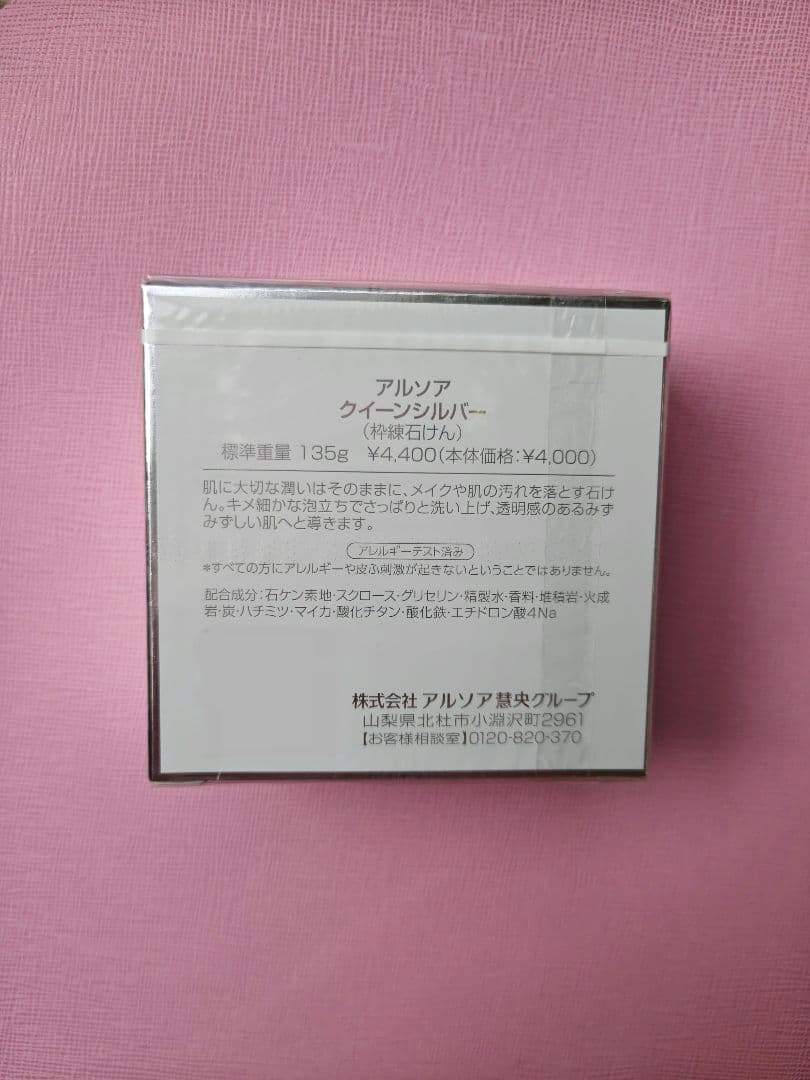 アルソア
クイーンシルバー
（枠練石けん）
標準重量 135g ¥4,400（本体価格:¥4,000）
肌に大切な潤いはそのままに、メイクや肌の汚れを落とす石け
ん。キメ細かな泡立ちでさっぱりと洗い上げ、透明感のあるみず
みずしい肌へと導きます。
アレルギーテスト済み
*すべての方にアレルギーや皮ふ刺激が起きないということではありません。
配合成分:石ケン素地・スクロース・グリセリン・精製水・香料・堆積岩・火成
岩・炭・ハチミツ・マイカ・酸化チタン・酸化鉄・エチドロン酸4Na
株式会社 アルソア慧央グループ
山梨県北杜市小淵沢町2961
【お客様相談室】0120-820-370